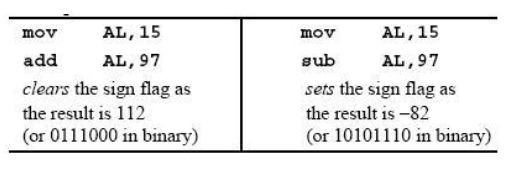 mov AL,15
add AL,97
clears the sign flag as
the result is 112
(or 0111000 in binary)
mov AL,15
sub AL,97
sets the sign flag as
the result is –82
(or 10101110 in binary)